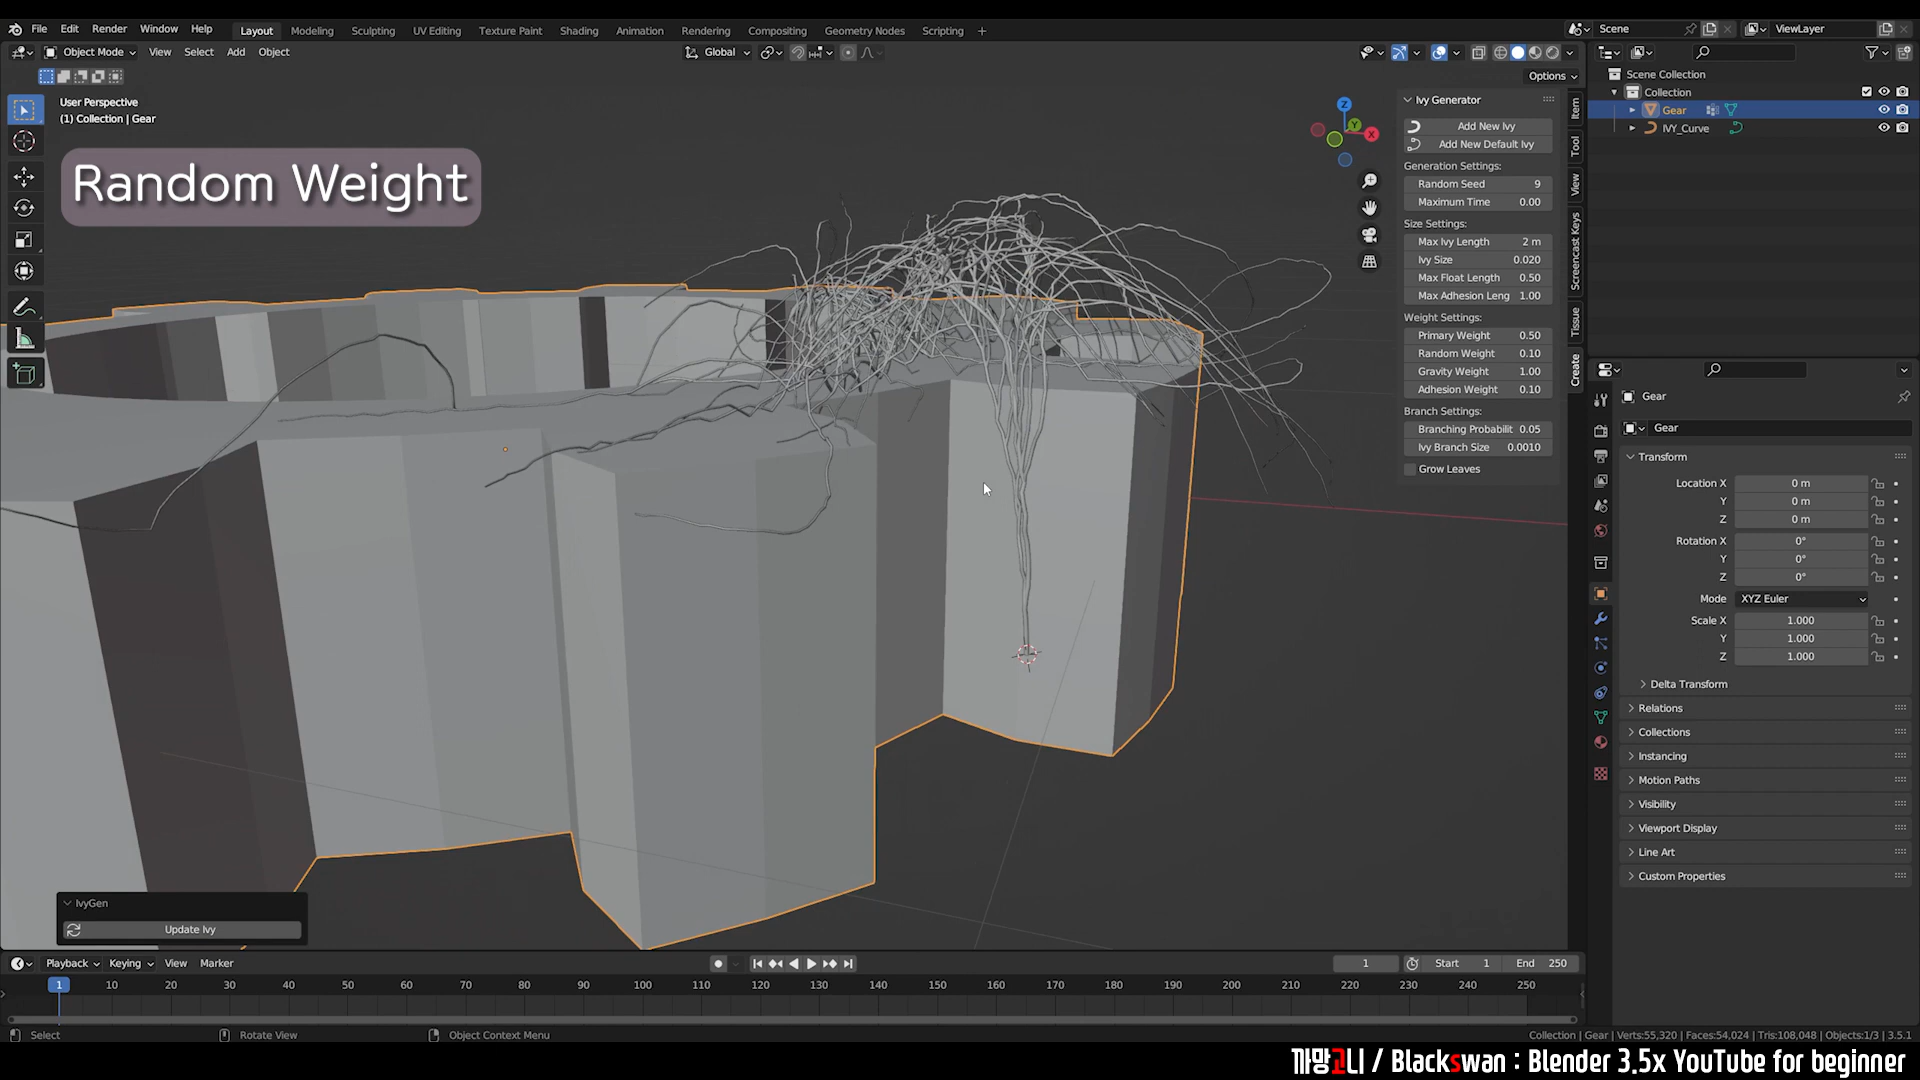 File Edit Render Window Help Layout Modeling Sculpting UV Editing Texture Paint Shading Animation Rendering Compositing Geometry Nodes Scripting + Scene ViewLayer
Object Mode View Select Add Object Global
Options
User Perspective
(1) Collection | Gear
Random Weight
Z
Y
X
Ivy Generator
Add New Ivy
Add New Default Ivy
Generation Settings:
Random Seed 9
Maximum Time 0.00
Size Settings:
Max Ivy Length 2 m
Ivy Size 0.020
Max Float Length 0.50
Max Adhesion Leng 1.00
Weight Settings:
Primary Weight 0.50
Random Weight 0.10
Gravity Weight 1.00
Adhesion Weight 0.10
Branch Settings:
Branching Probabilit 0.05
Ivy Branch Size 0.0010
Grow Leaves
Item
Tool
View
Screencast Keys
Tissue
Create
Scene Collection
Collection
Gear
IVY_Curve
Gear
Gear
Transform
Location X 0 m
Y 0 m
Z 0 m
Rotation X 0°
Y 0°
Z 0°
Mode XYZ Euler
Scale X 1.000
Y 1.000
Z 1.000
Delta Transform
Relations
Collections
Instancing
Motion Paths
Visibility
Viewport Display
Line Art
Custom Properties
IvyGen
Update Ivy
Playback Keying View Marker 1 Start 1 End 250
1 10 20 30 40 50 60 70 80 90 100 110 120 130 140 150 160 170 180 190 200 210 220 230 240 250
Select Rotate View Object Context Menu Collection | Gear | Verts:55,320 | Faces:54,024 | Tris:108,048 | Objects:1/3 | 3.5.1
까망고니 / Blackswan : Blender 3.5x YouTube for beginner